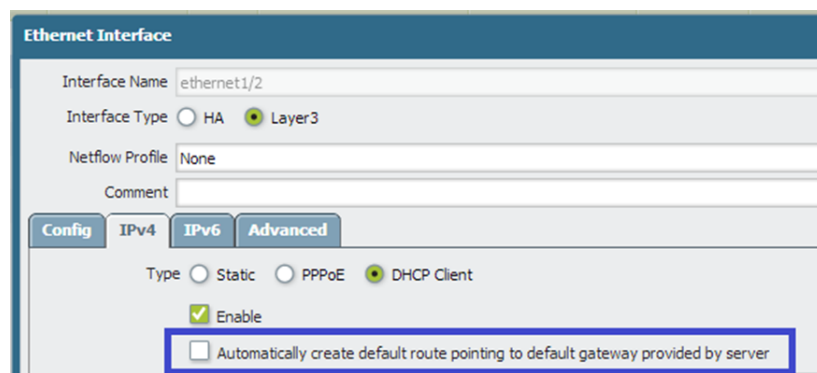 Ethernet Interface
Interface Name ethernet1/2
Interface Type HA Layer3
Netflow Profile None
Comment
Config IPv4 IPv6 Advanced
Type Static PPPoE DHCP Client
Enable
Automatically create default route pointing to default gateway provided by server